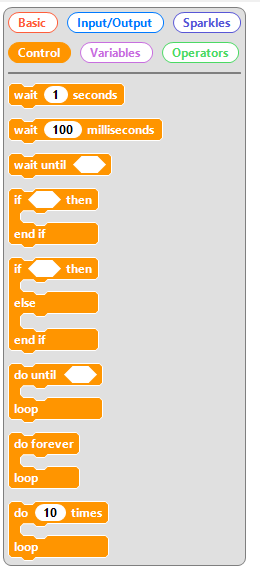 Basic Input/Output Sparkles
Control Variables Operators
wait 1 seconds
wait 100 milliseconds
wait until
if then
end if
if then
else
end if
do until
loop
do forever
loop
do 10 times
loop